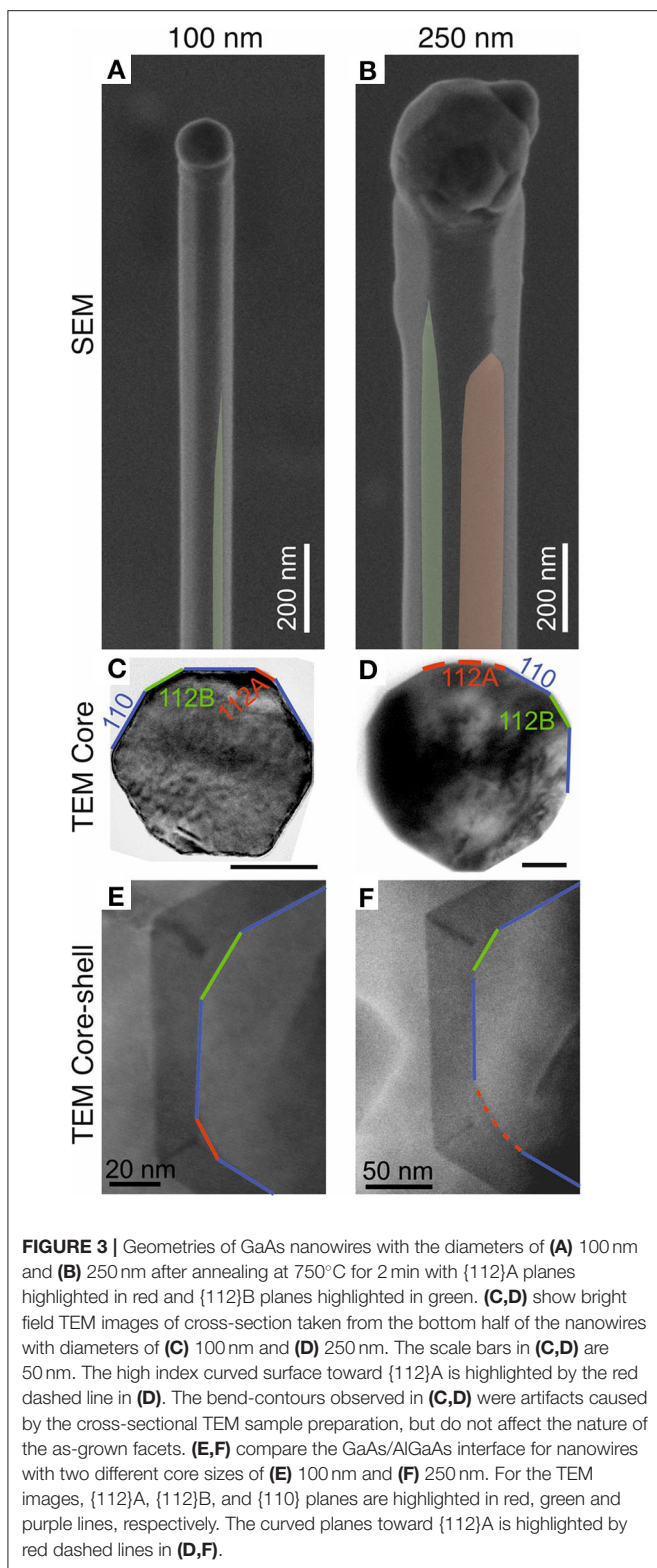 100 nm
250 nm
A
B
SEM
200 nm
200 nm
C
D
TEM Core
110
112B
112A
112A
110
112B
E
F
TEM Core-shell
20 nm
50 nm
FIGURE 3 | Geometries of GaAs nanowires with the diameters of (A) 100 nm
and (B) 250 nm after annealing at 750°C for 2 min with {112}A planes
highlighted in red and {112}B planes highlighted in green. (C,D) show bright
field TEM images of cross-section taken from the bottom half of the nanowires
with diameters of (C) 100 nm and (D) 250 nm. The scale bars in (C,D) are
50 nm. The high index curved surface toward {112}A is highlighted by the red
dashed line in (D). The bend-contours observed in (C,D) were artifacts caused
by the cross-sectional TEM sample preparation, but do not affect the nature of
the as-grown facets. (E,F) compare the GaAs/AlGaAs interface for nanowires
with two different core sizes of (E) 100 nm and (F) 250 nm. For the TEM
images, {112}A, {112}B, and {110} planes are highlighted in red, green and
purple lines, respectively. The curved planes toward {112}A is highlighted by
red dashed lines in (D,F).